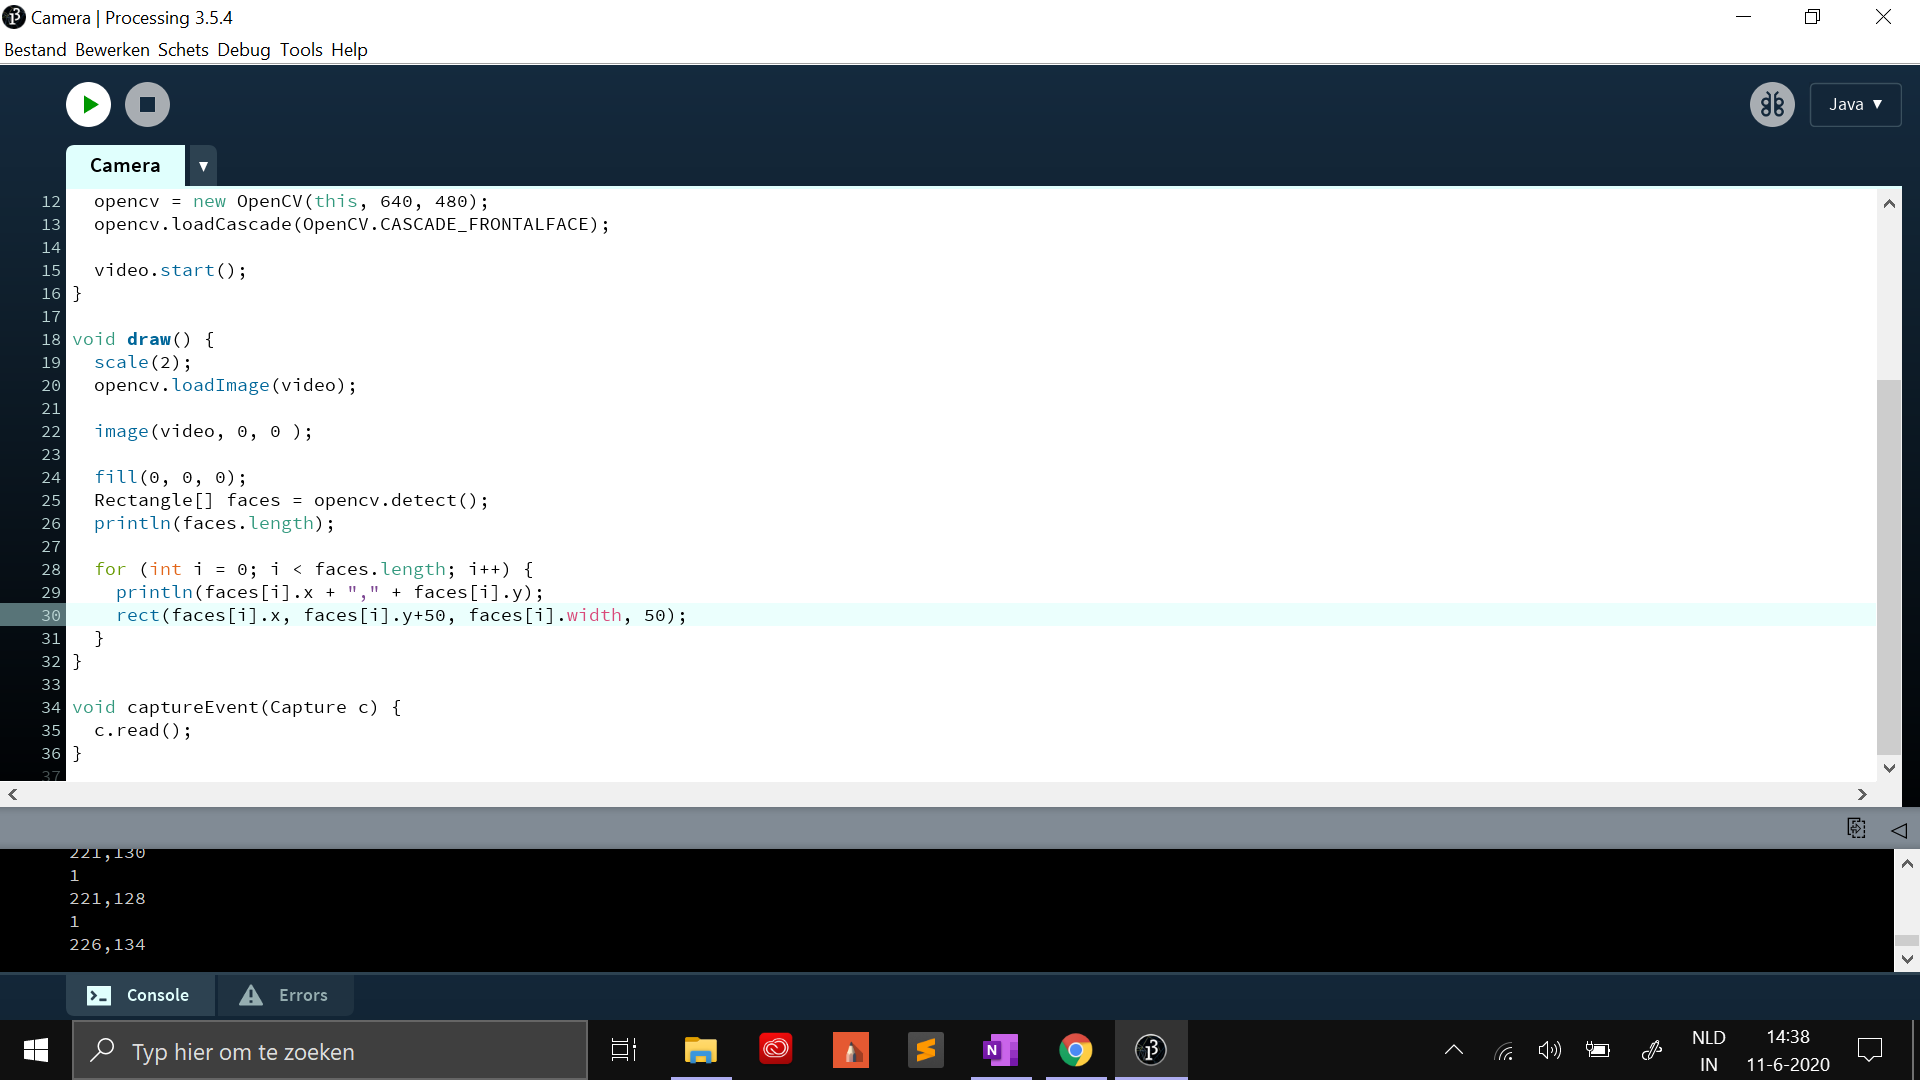 Camera | Processing 3.5.4
Bestand Bewerken Schets Debug Tools Help
Java ▼
Camera ▼
12 opencv = new OpenCV(this, 640, 480);
13 opencv.loadCascade(OpenCV.CASCADE_FRONTALFACE);
14
15 video.start();
16 }
17
18 void draw() {
19 scale(2);
20 opencv.loadImage(video);
21
22 image(video, 0, 0 );
23
24 fill(0, 0, 0);
25 Rectangle[] faces = opencv.detect();
26 println(faces.length);
27
28 for (int i = 0; i < faces.length; i++) {
29 println(faces[i].x + "," + faces[i].y);
30 rect(faces[i].x, faces[i].y+50, faces[i].width, 50);
31 }
32 }
33
34 void captureEvent(Capture c) {
35 c.read();
36 }
37
221,130
1
221,128
1
226,134
Console
Errors
Typ hier om te zoeken
N
NLD
IN
14:38
11-6-2020